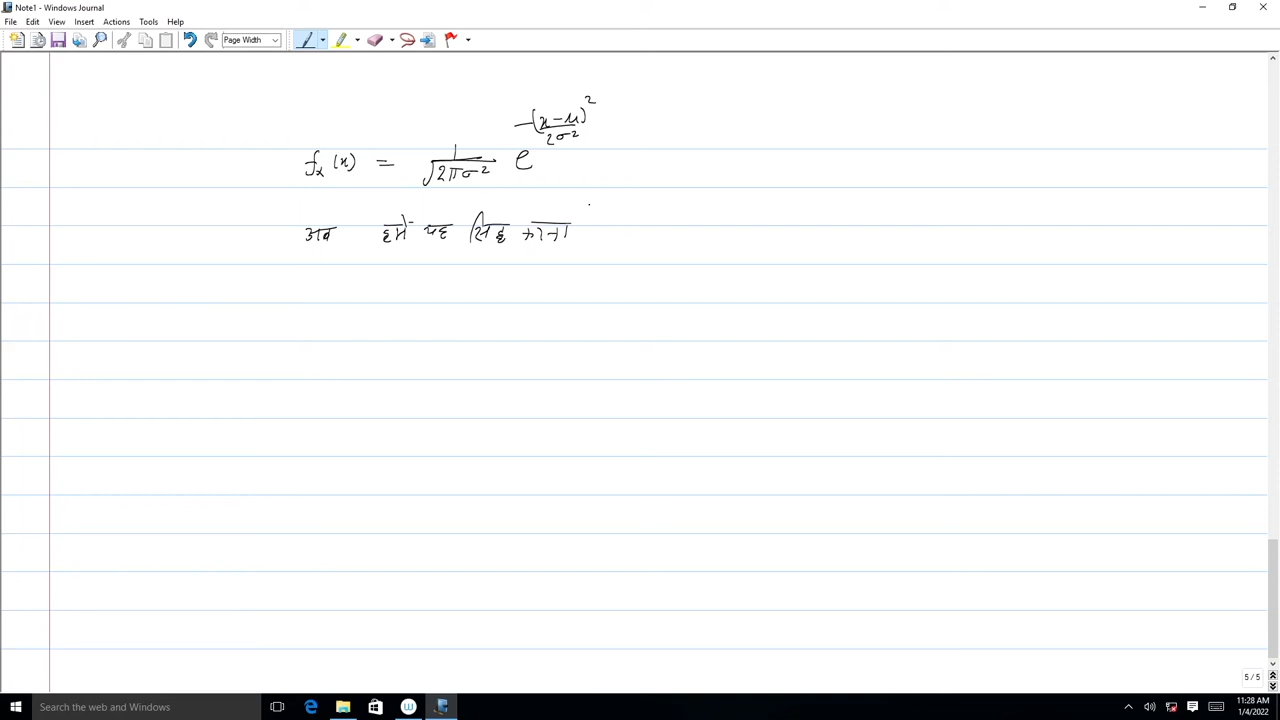 Note1 - Windows Journal
File Edit View Insert Actions Tools Help
Page Width
f_x(x) = 1/√(2πσ²) e^(-(x-μ)²/2σ²)
अब हमें यह सिद्ध करना
5 / 5
Search the web and Windows
11:28 AM
1/4/2022